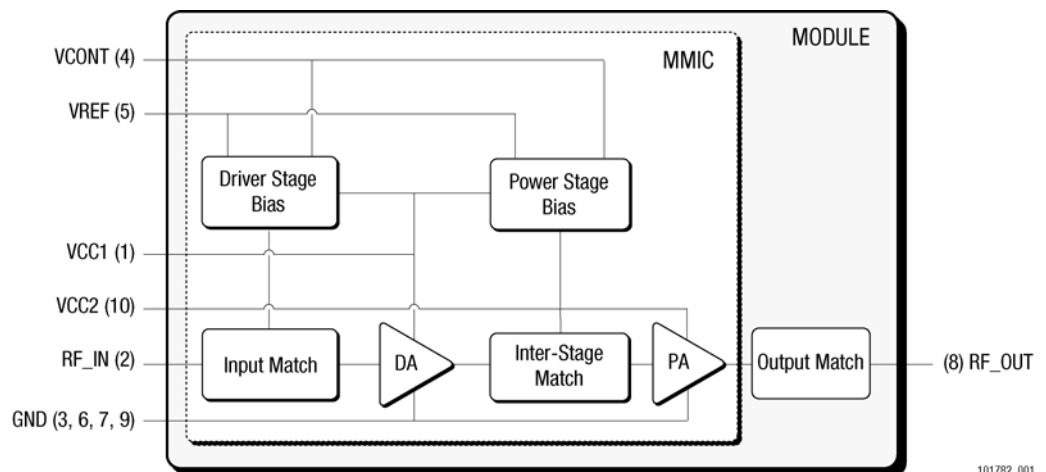 MODULE
MMIC
VCONT (4)
VREF (5)
Driver Stage
Bias
Power Stage
Bias
VCC1 (1)
VCC2 (10)
RF_IN (2)
Input Match
DA
Inter-Stage
Match
PA
Output Match
(8) RF_OUT
GND (3, 6, 7, 9)
101782_001